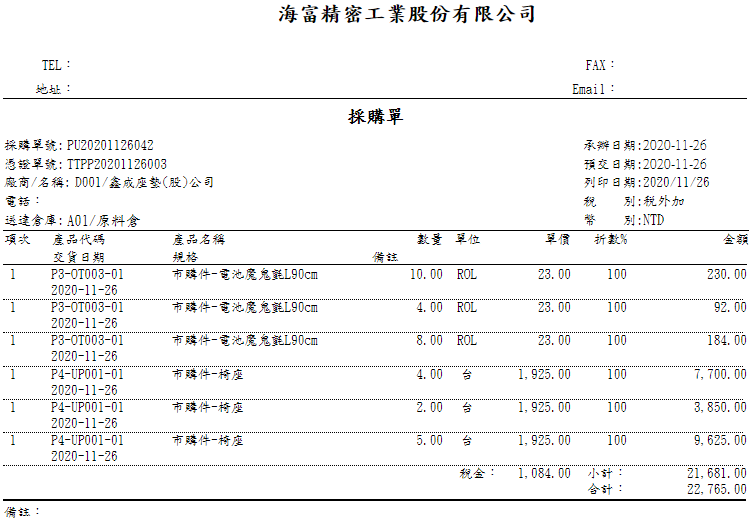 海富精密工業股份有限公司
TEL： FAX：
地址： Email：
採購單
採購單號:PU20201126042 承辦日期:2020-11-26
憑證單號:TTPP20201126003 預交日期:2020-11-26
廠商/名稱:D001/鑫成座墊(股)公司 列印日期:2020/11/26
電話： 稅 別:稅外加
送達倉庫:A01/原料倉 幣 別:NTD
項次 產品代碼 產品名稱 數量 單位 單價 折數% 金額
交貨日期 規格 備註
1 P3-OT003-01 市購件-電池魔鬼氈L90cm 10.00 ROL 23.00 100 230.00
2020-11-26
1 P3-OT003-01 市購件-電池魔鬼氈L90cm 4.00 ROL 23.00 100 92.00
2020-11-26
1 P3-OT003-01 市購件-電池魔鬼氈L90cm 8.00 ROL 23.00 100 184.00
2020-11-26
1 P4-UP001-01 市購件-椅座 4.00 台 1,925.00 100 7,700.00
2020-11-26
1 P4-UP001-01 市購件-椅座 2.00 台 1,925.00 100 3,850.00
2020-11-26
1 P4-UP001-01 市購件-椅座 5.00 台 1,925.00 100 9,625.00
2020-11-26
稅金： 1,084.00 小計： 21,681.00
合計： 22,765.00
備註：